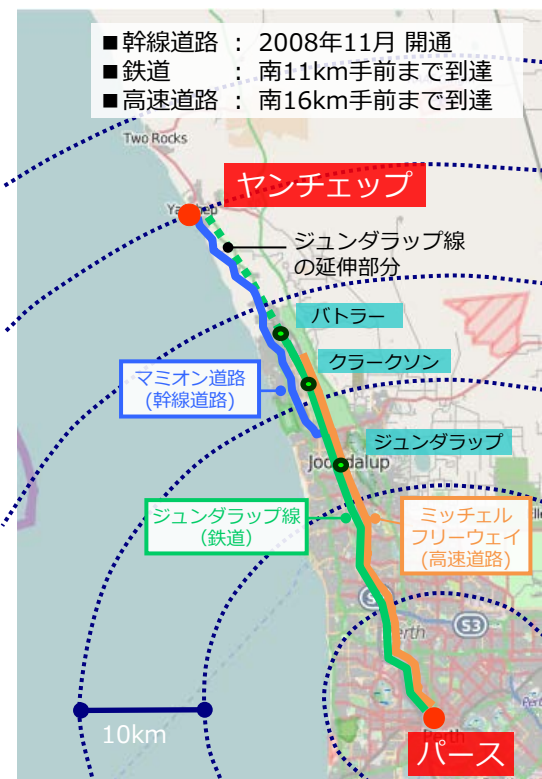 ■幹線道路 : 2008年11月 開通
■鉄道 : 南11km手前まで到達
■高速道路 : 南16km手前まで到達
Two Rocks
ヤンチェップ
ジュンダラップ線
の延伸部分
バトラー
クラークソン
マミオン道路
(幹線道路)
ジュンダラップ
Joondalup
ジュンダラップ線
(鉄道)
ミッチェル
フリーウェイ
(高速道路)
S3
10km
Perth
パース